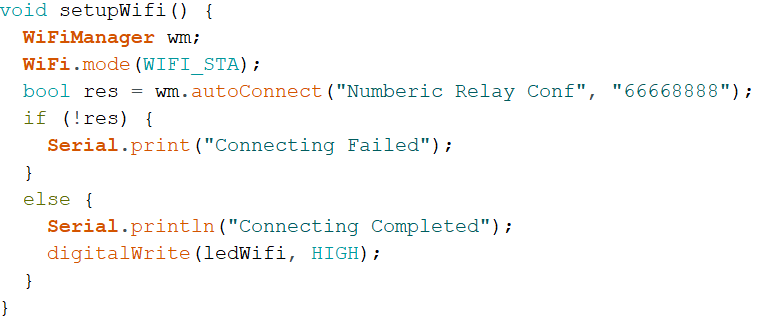 void setupWifi() {
  WiFiManager wm;
  WiFi.mode(WIFI_STA);
  bool res = wm.autoConnect("Numberic Relay Conf", "66668888");
  if (!res) {
    Serial.print("Connecting Failed");
  }
  else {
    Serial.println("Connecting Completed");
    digitalWrite(ledWifi, HIGH);
  }
}